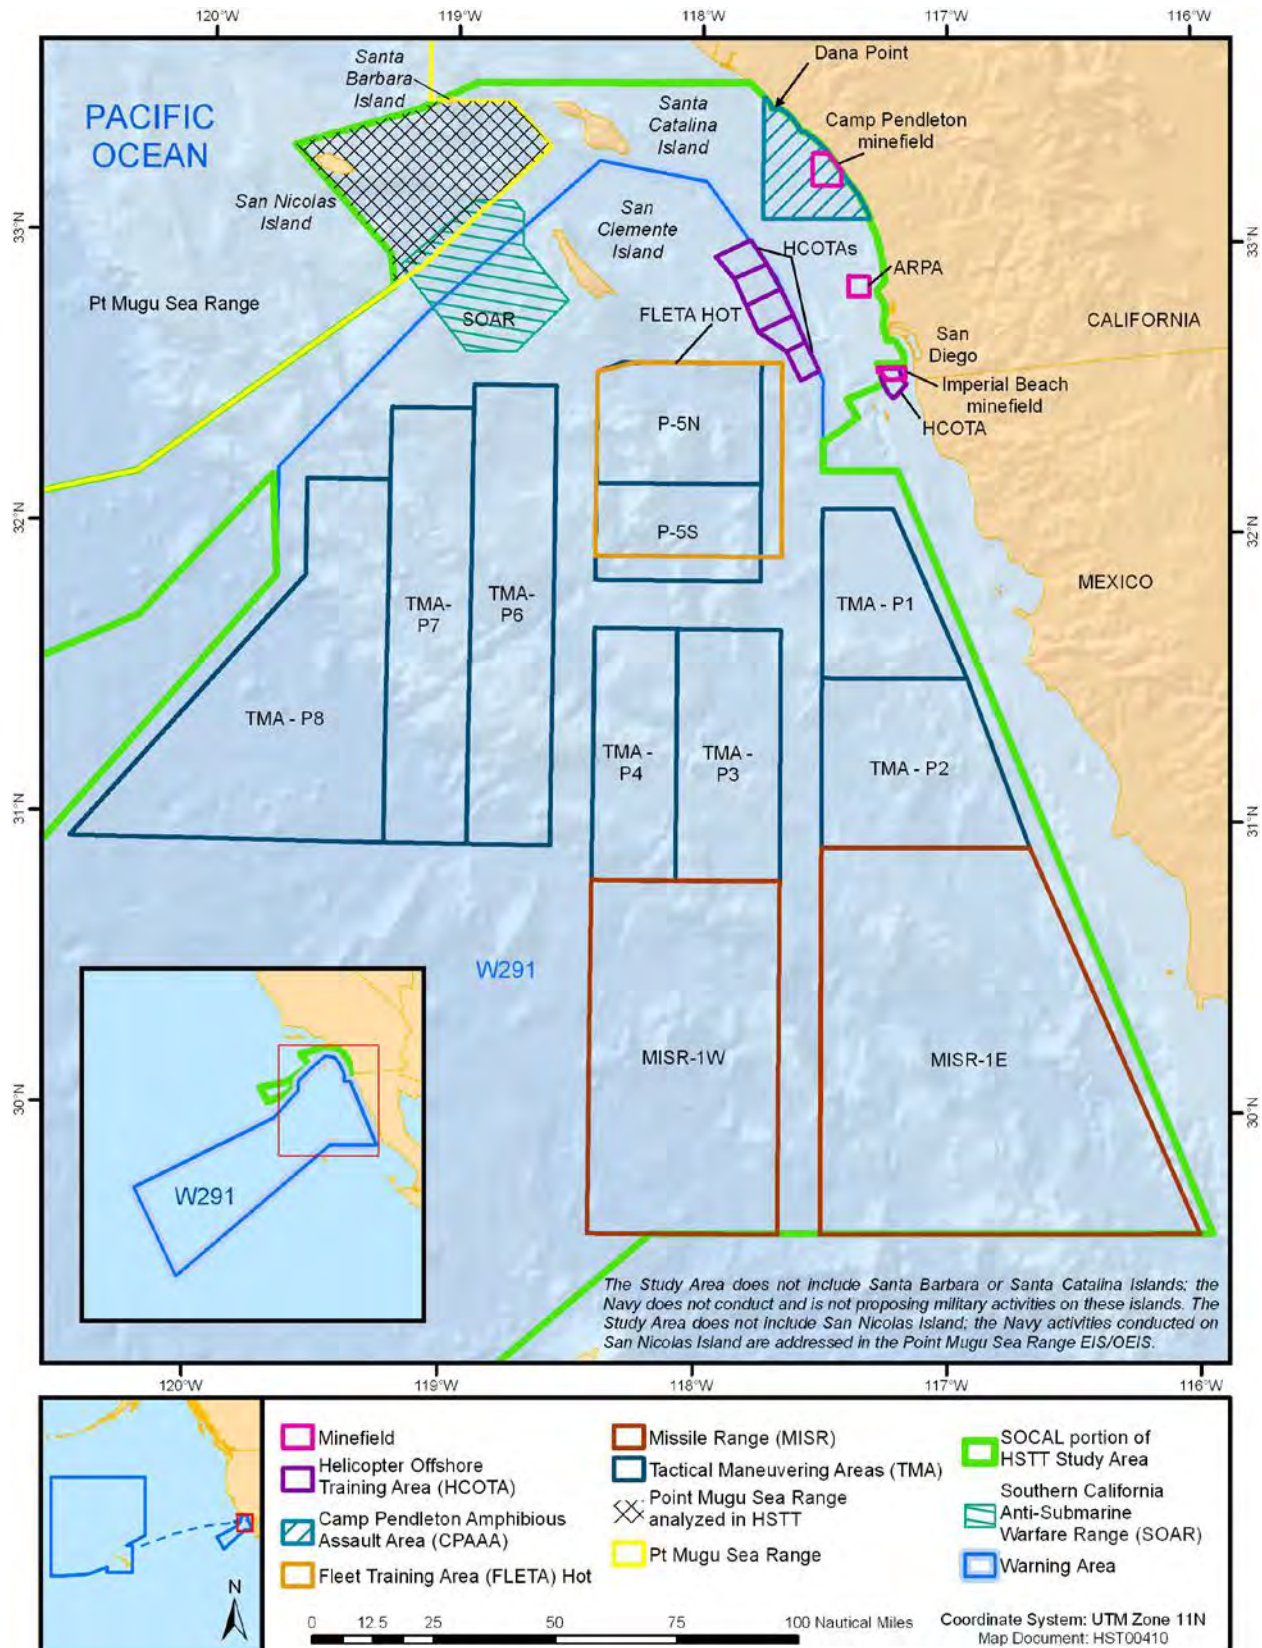 120°W
119°W
118°W
117°W
116°W
Santa
Barbara
Island
Dana Point
PACIFIC
OCEAN
Santa
Catalina
Island
Camp Pendleton
minefield
San Nicolas
Island
33°N
San
Clemente
Island
33°N
HCOTAs
ARPA
Pt Mugu Sea Range
SOAR
FLETA HOT
CALIFORNIA
San
Diego
Imperial Beach
minefield
HCOTA
P-5N
32°N
P-5S
32°N
MEXICO
TMA-
P7
TMA-
P6
TMA - P1
TMA - P8
TMA -
P4
TMA -
P3
TMA - P2
31°N
31°N
W291
MISR-1W
MISR-1E
30°N
30°N
W291
The Study Area does not include Santa Barbara or Santa Catalina Islands; the
Navy does not conduct and is not proposing military activities on these islands. The
Study Area does not include San Nicolas Island; the Navy activities conducted on
San Nicolas Island are addressed in the Point Mugu Sea Range EIS/OEIS.
120°W
119°W
118°W
117°W
116°W
Minefield
Helicopter Offshore
Training Area (HCOTA)
Camp Pendleton Amphibious
Assault Area (CPAAA)
Fleet Training Area (FLETA) Hot
Missile Range (MISR)
Tactical Maneuvering Areas (TMA)
Point Mugu Sea Range
analyzed in HSTT
Pt Mugu Sea Range
SOCAL portion of
HSTT Study Area
Southern California
Anti-Submarine
Warfare Range (SOAR)
Warning Area
N
0 12.5 25 50 75 100 Nautical Miles
Coordinate System: UTM Zone 11N
Map Document: HST00410